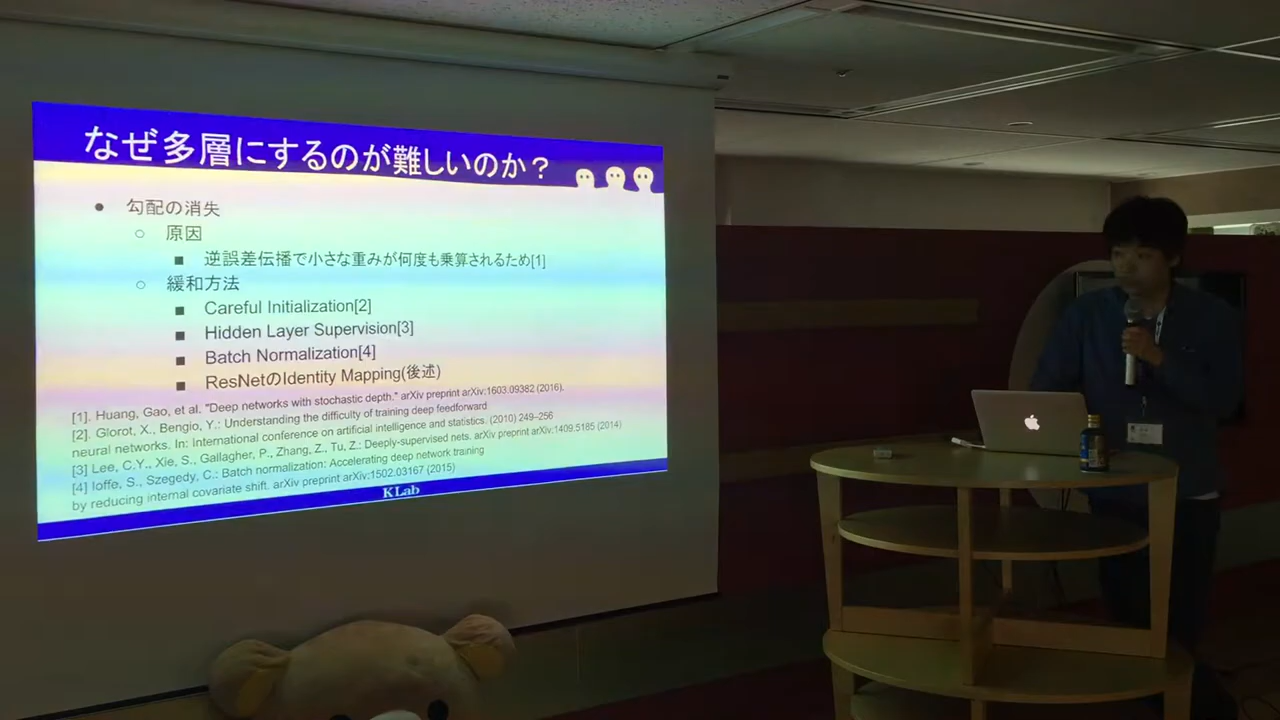 なぜ多層にするのが難しいのか？
● 勾配の消失
○ 原因
■ 逆誤差伝播で小さな重みが何度も乗算されるため[1]
○ 緩和方法
■ Careful Initialization[2]
■ Hidden Layer Supervision[3]
■ Batch Normalization[4]
■ ResNetのIdentity Mapping(後述)
[1]. Huang, Gao, et al. "Deep networks with stochastic depth." arXiv preprint arXiv:1603.09382 (2016).
[2]. Glorot, X., Bengio, Y.: Understanding the difficulty of training deep feedforward
neural networks. In: International conference on artificial intelligence and statistics. (2010) 249–256
[3] Lee, C.Y., Xie, S., Gallagher, P., Zhang, Z., Tu, Z.: Deeply-supervised nets. arXiv preprint arXiv:1409.5185 (2014)
[4] Ioffe, S., Szegedy, C.: Batch normalization: Accelerating deep network training
by reducing internal covariate shift. arXiv preprint arXiv:1502.03167 (2015)
KLab